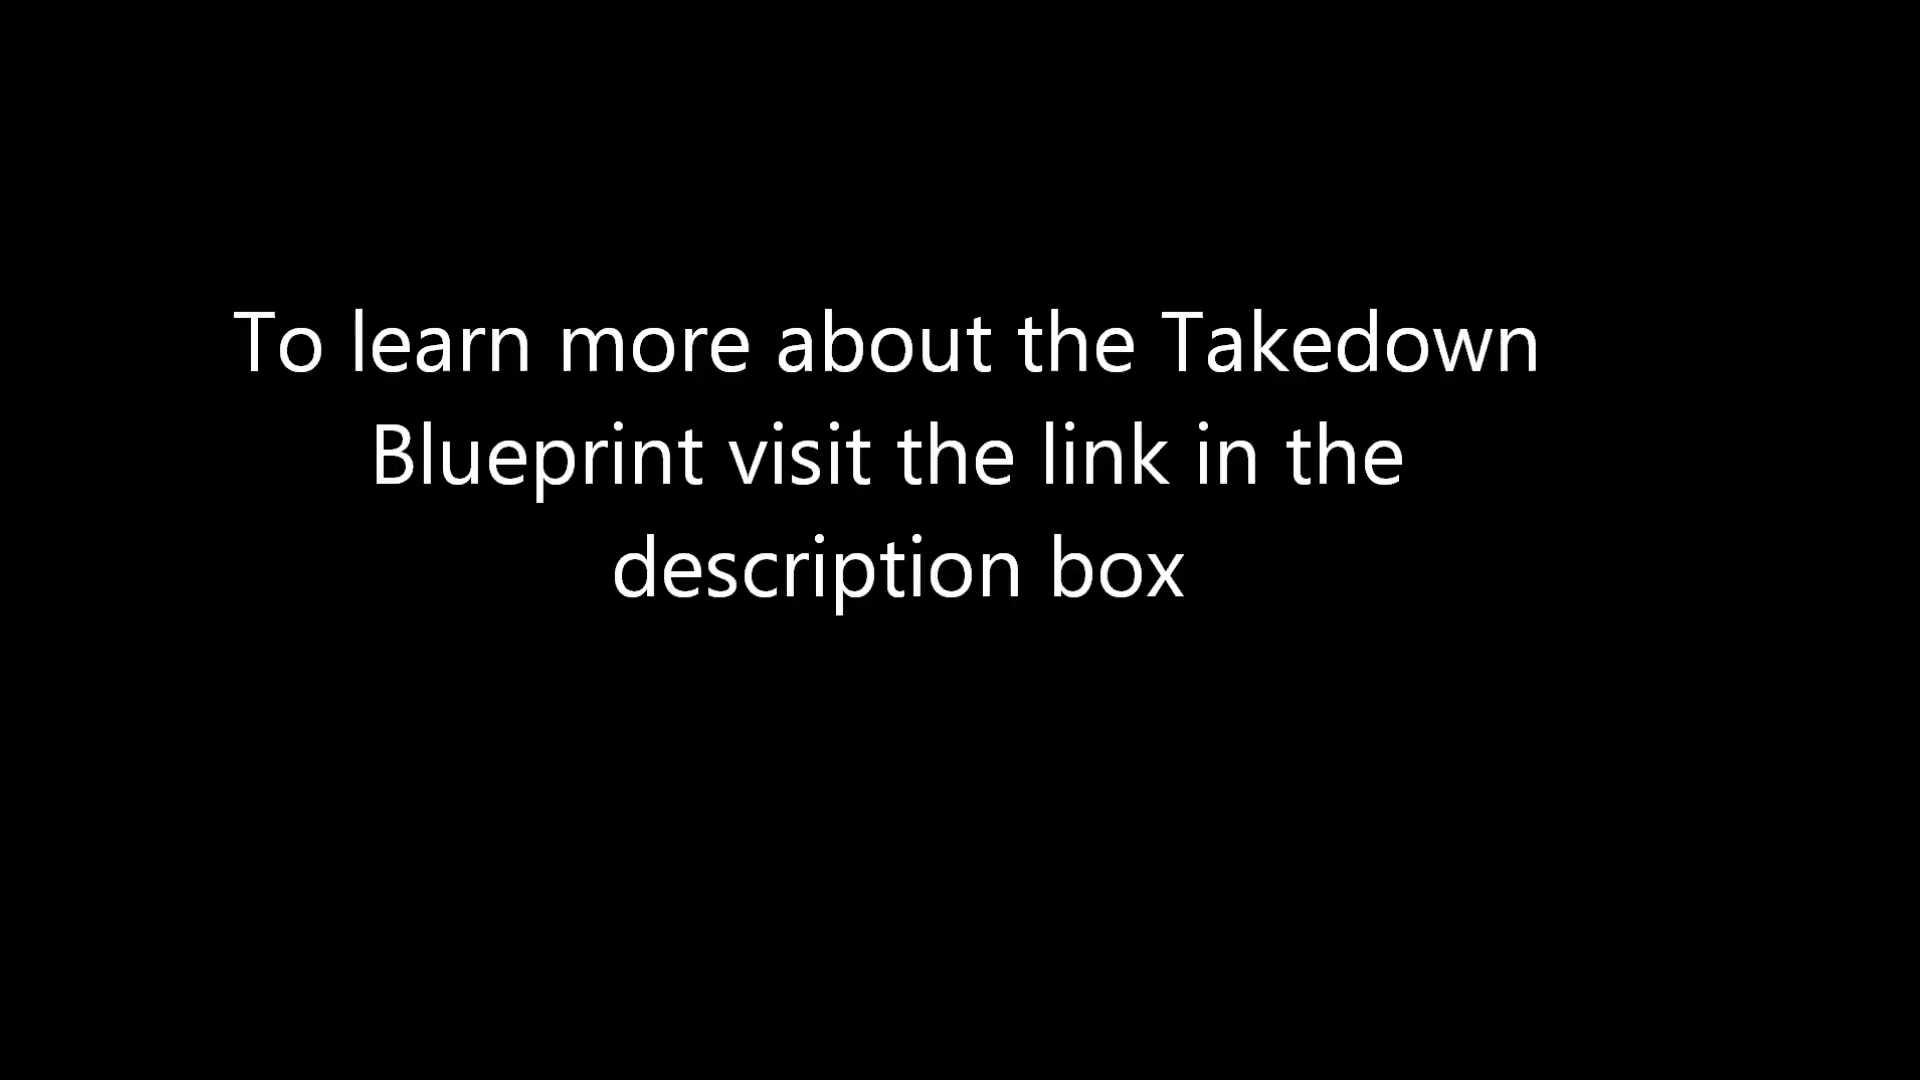 To learn more about the Takedown
Blueprint visit the link in the
description box